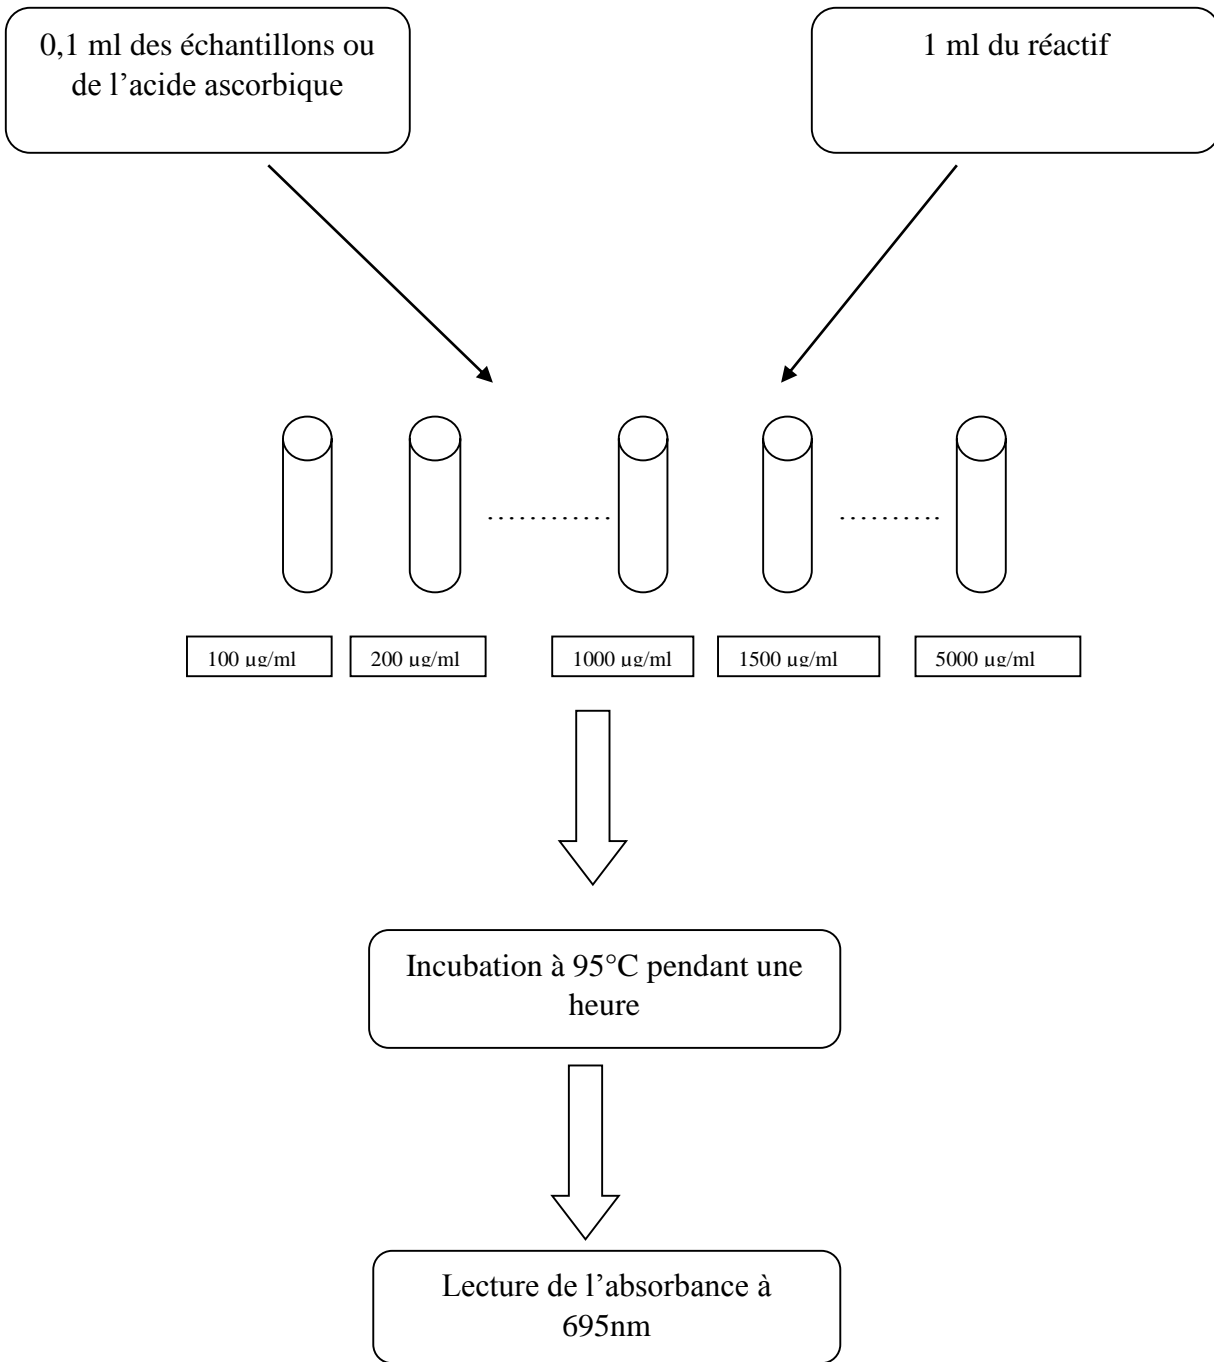 0,1 ml des échantillons ou
de l’acide ascorbique
1 ml du réactif
100 µg/ml
200 µg/ml
1000 µg/ml
1500 µg/ml
5000 µg/ml
Incubation à 95°C pendant une
heure
Lecture de l’absorbance à
695nm